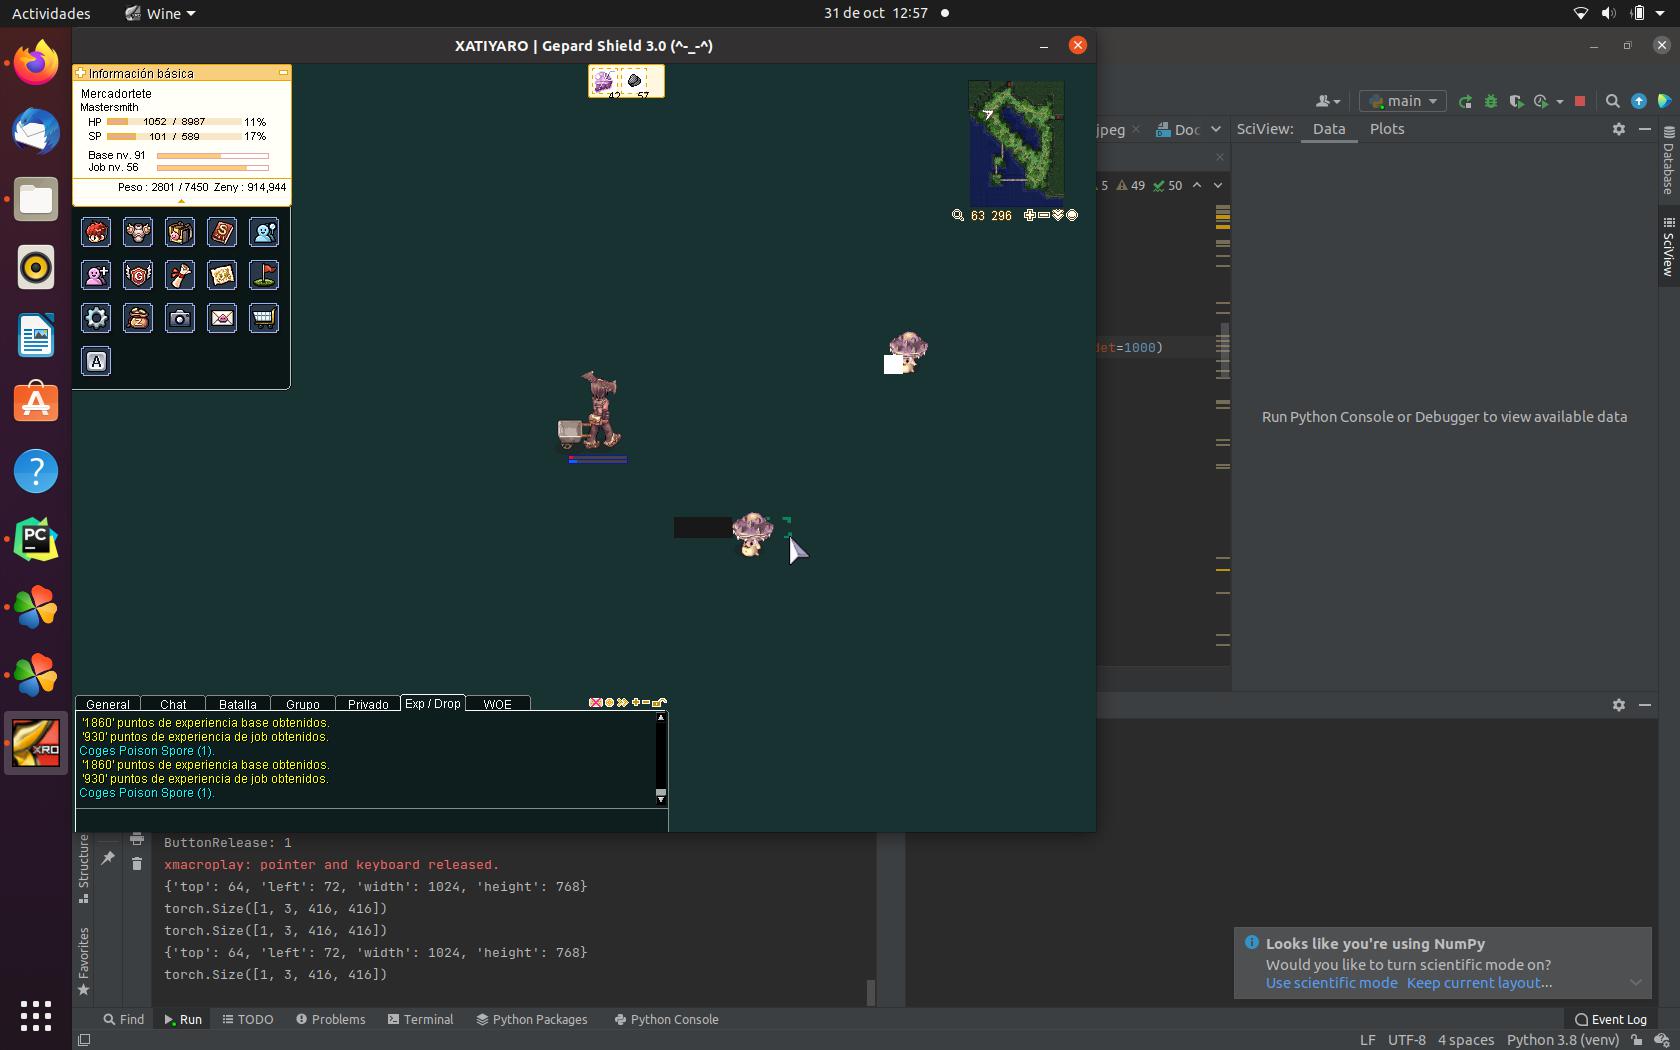 Actividades
Wine
31 de oct 12:57
XATIYARO | Gepard Shield 3.0 (^-_-^)
Información básica
Mercadortete
Mastersmith
HP 1052 / 8987 11%
SP 101 / 589 17%
Base nv. 91
Job nv. 56
Peso : 2801 / 7450 Zeny : 914,944
42 57
63 296
A
main
jpeg
Doc
SciView: Data Plots
5 49 50
Database
SciView
det=1000)
Run Python Console or Debugger to view available data
PC
XRO
General Chat Batalla Grupo Privado Exp / Drop WOE
'1860' puntos de experiencia base obtenidos.
'930' puntos de experiencia de job obtenidos.
Coges Poison Spore (1).
'1860' puntos de experiencia base obtenidos.
'930' puntos de experiencia de job obtenidos.
Coges Poison Spore (1).
Structure
Favorites
ButtonRelease: 1
xmacroplay: pointer and keyboard released.
{'top': 64, 'left': 72, 'width': 1024, 'height': 768}
torch.Size([1, 3, 416, 416])
torch.Size([1, 3, 416, 416])
{'top': 64, 'left': 72, 'width': 1024, 'height': 768}
torch.Size([1, 3, 416, 416])
Looks like you're using NumPy
Would you like to turn scientific mode on?
Use scientific mode Keep current layout...
Find Run TODO Problems Terminal Python Packages Python Console Event Log
LF UTF-8 4 spaces Python 3.8 (venv)